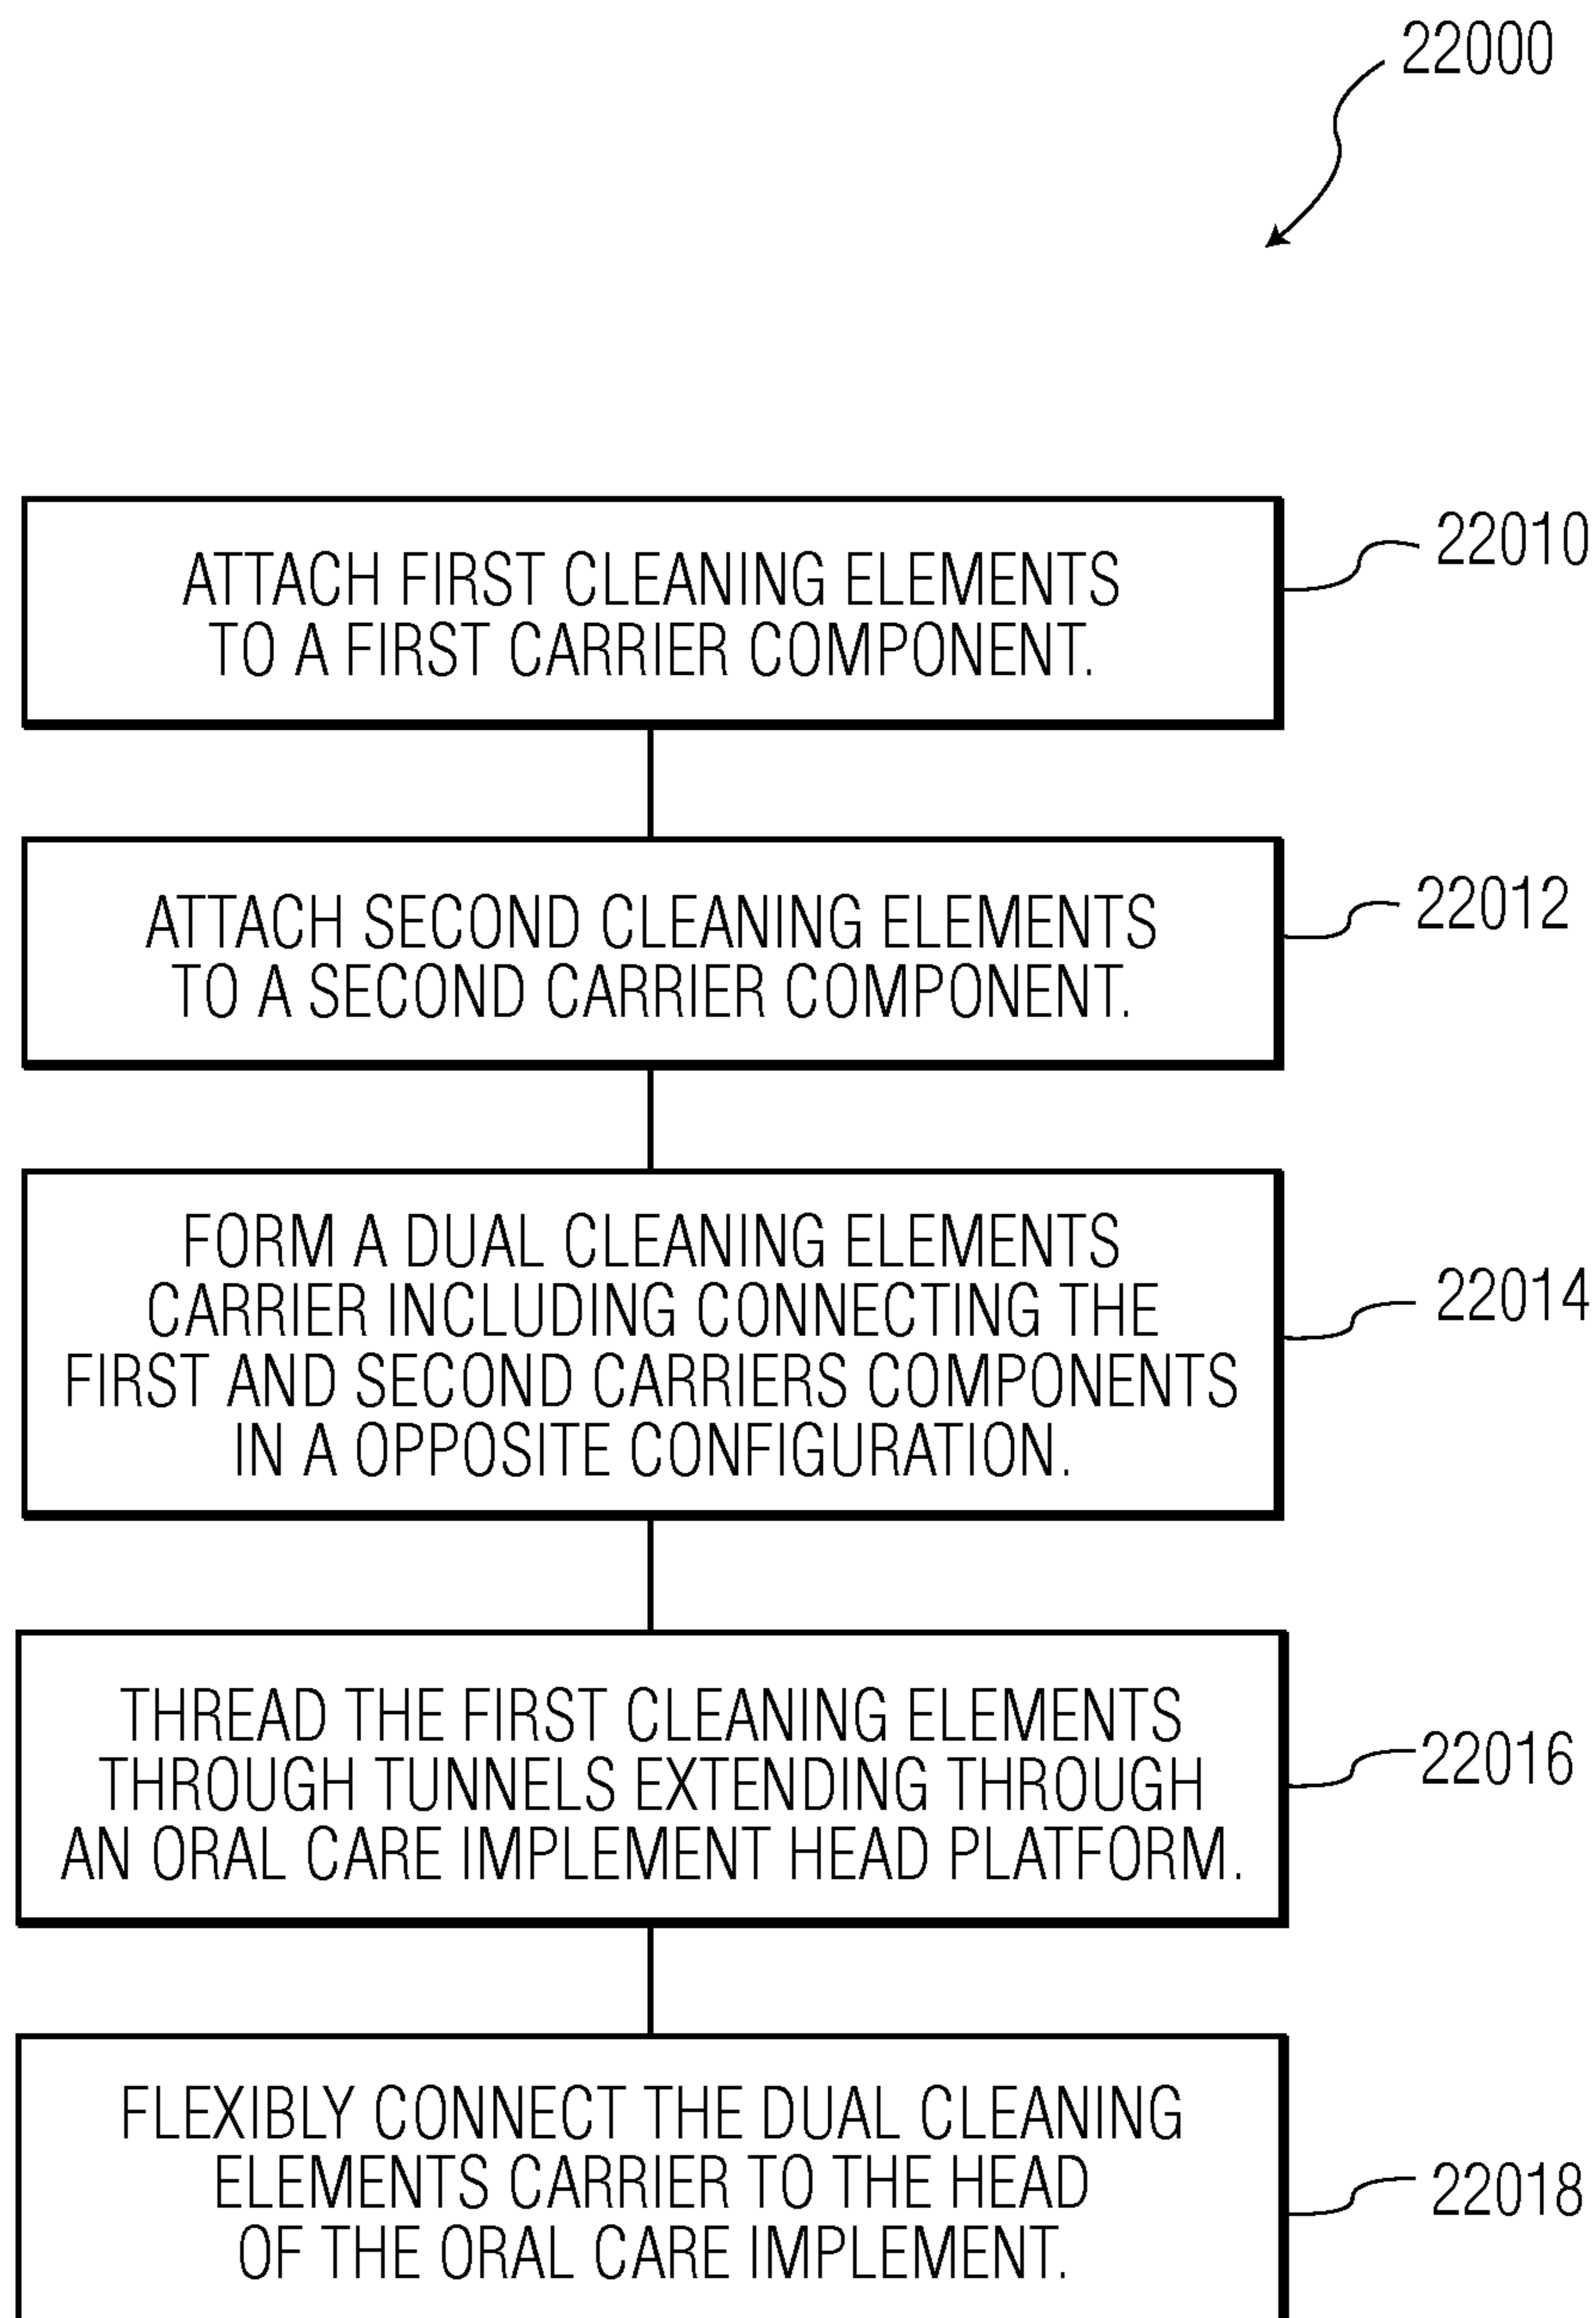 22000
ATTACH FIRST CLEANING ELEMENTS
TO A FIRST CARRIER COMPONENT.
22010
ATTACH SECOND CLEANING ELEMENTS
TO A SECOND CARRIER COMPONENT.
22012
FORM A DUAL CLEANING ELEMENTS
CARRIER INCLUDING CONNECTING THE
FIRST AND SECOND CARRIERS COMPONENTS
IN A OPPOSITE CONFIGURATION.
22014
THREAD THE FIRST CLEANING ELEMENTS
THROUGH TUNNELS EXTENDING THROUGH
AN ORAL CARE IMPLEMENT HEAD PLATFORM.
22016
FLEXIBLY CONNECT THE DUAL CLEANING
ELEMENTS CARRIER TO THE HEAD
OF THE ORAL CARE IMPLEMENT.
22018